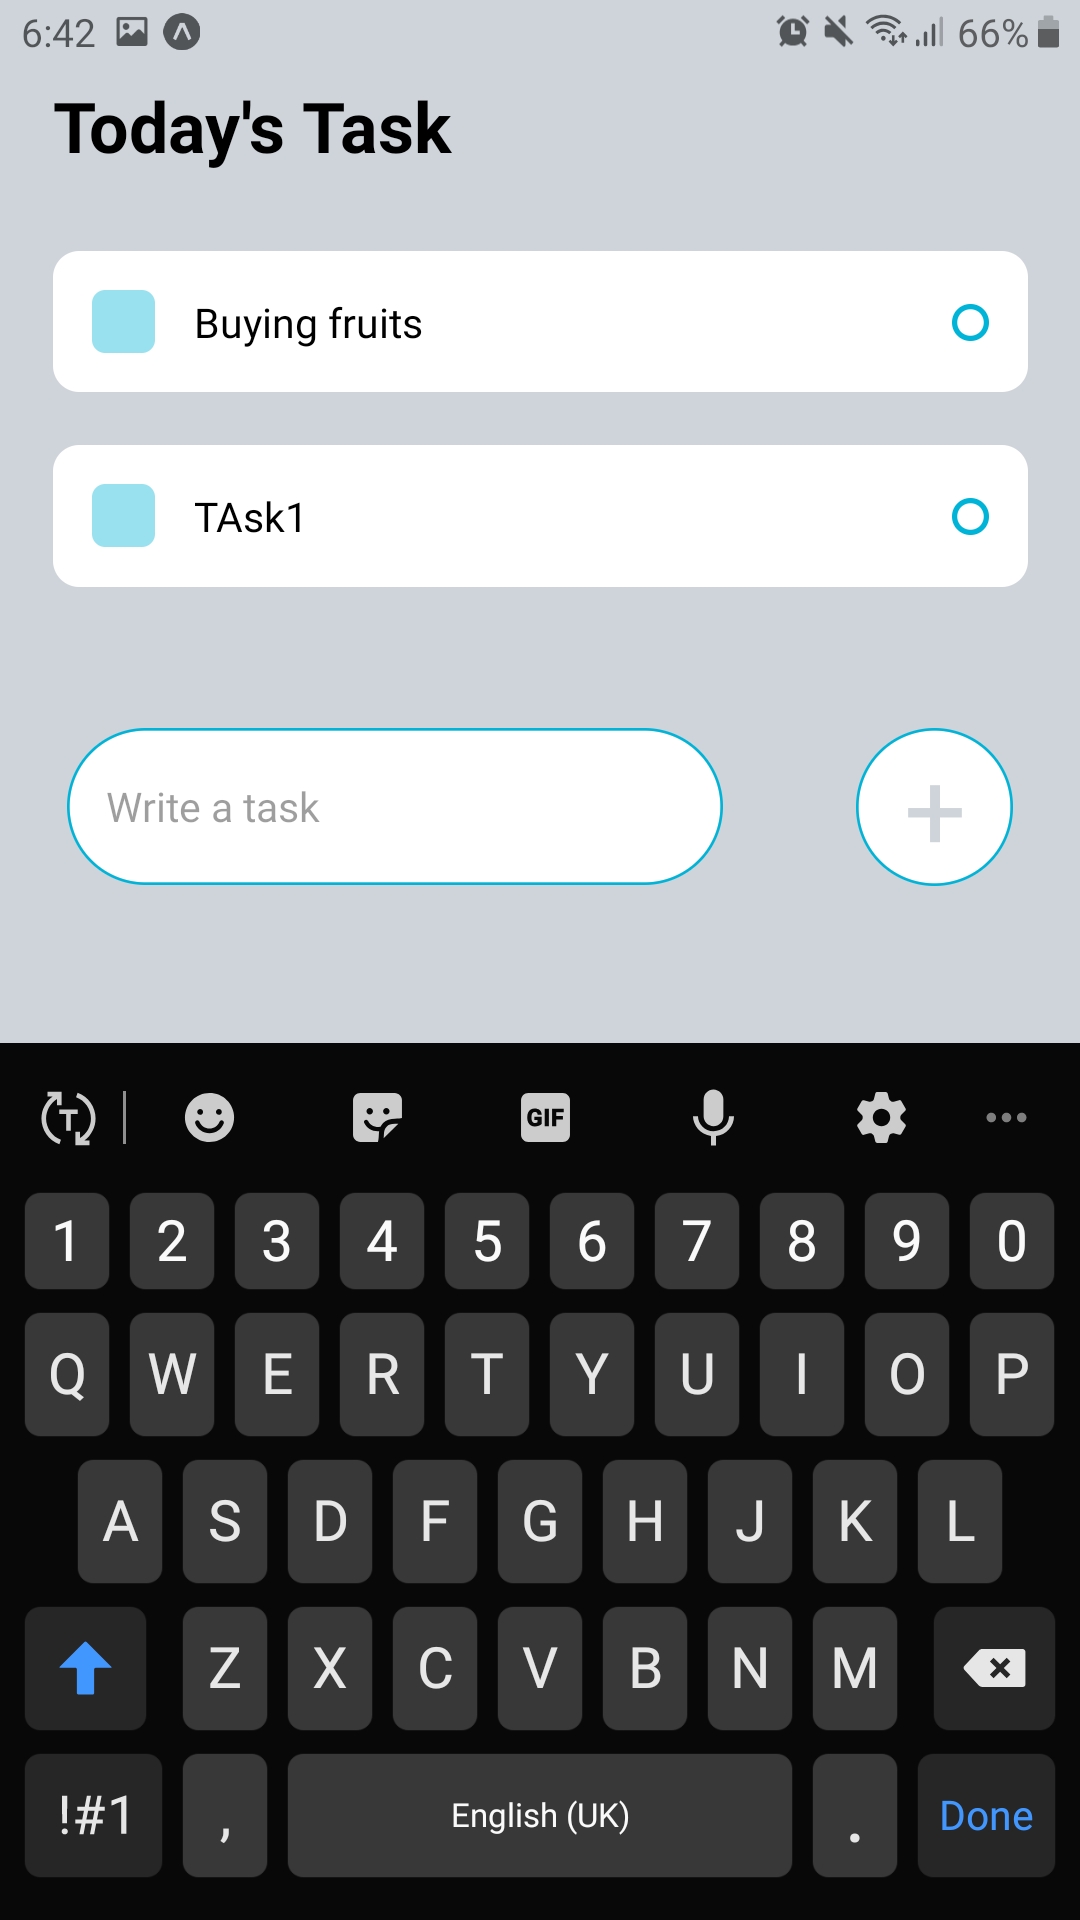 6:42 66%
Today's Task
Buying fruits
TAsk1
Write a task
T GIF
1 2 3 4 5 6 7 8 9 0
Q W E R T Y U I O P
A S D F G H J K L
Z X C V B N M
!#1 , English (UK) . Done